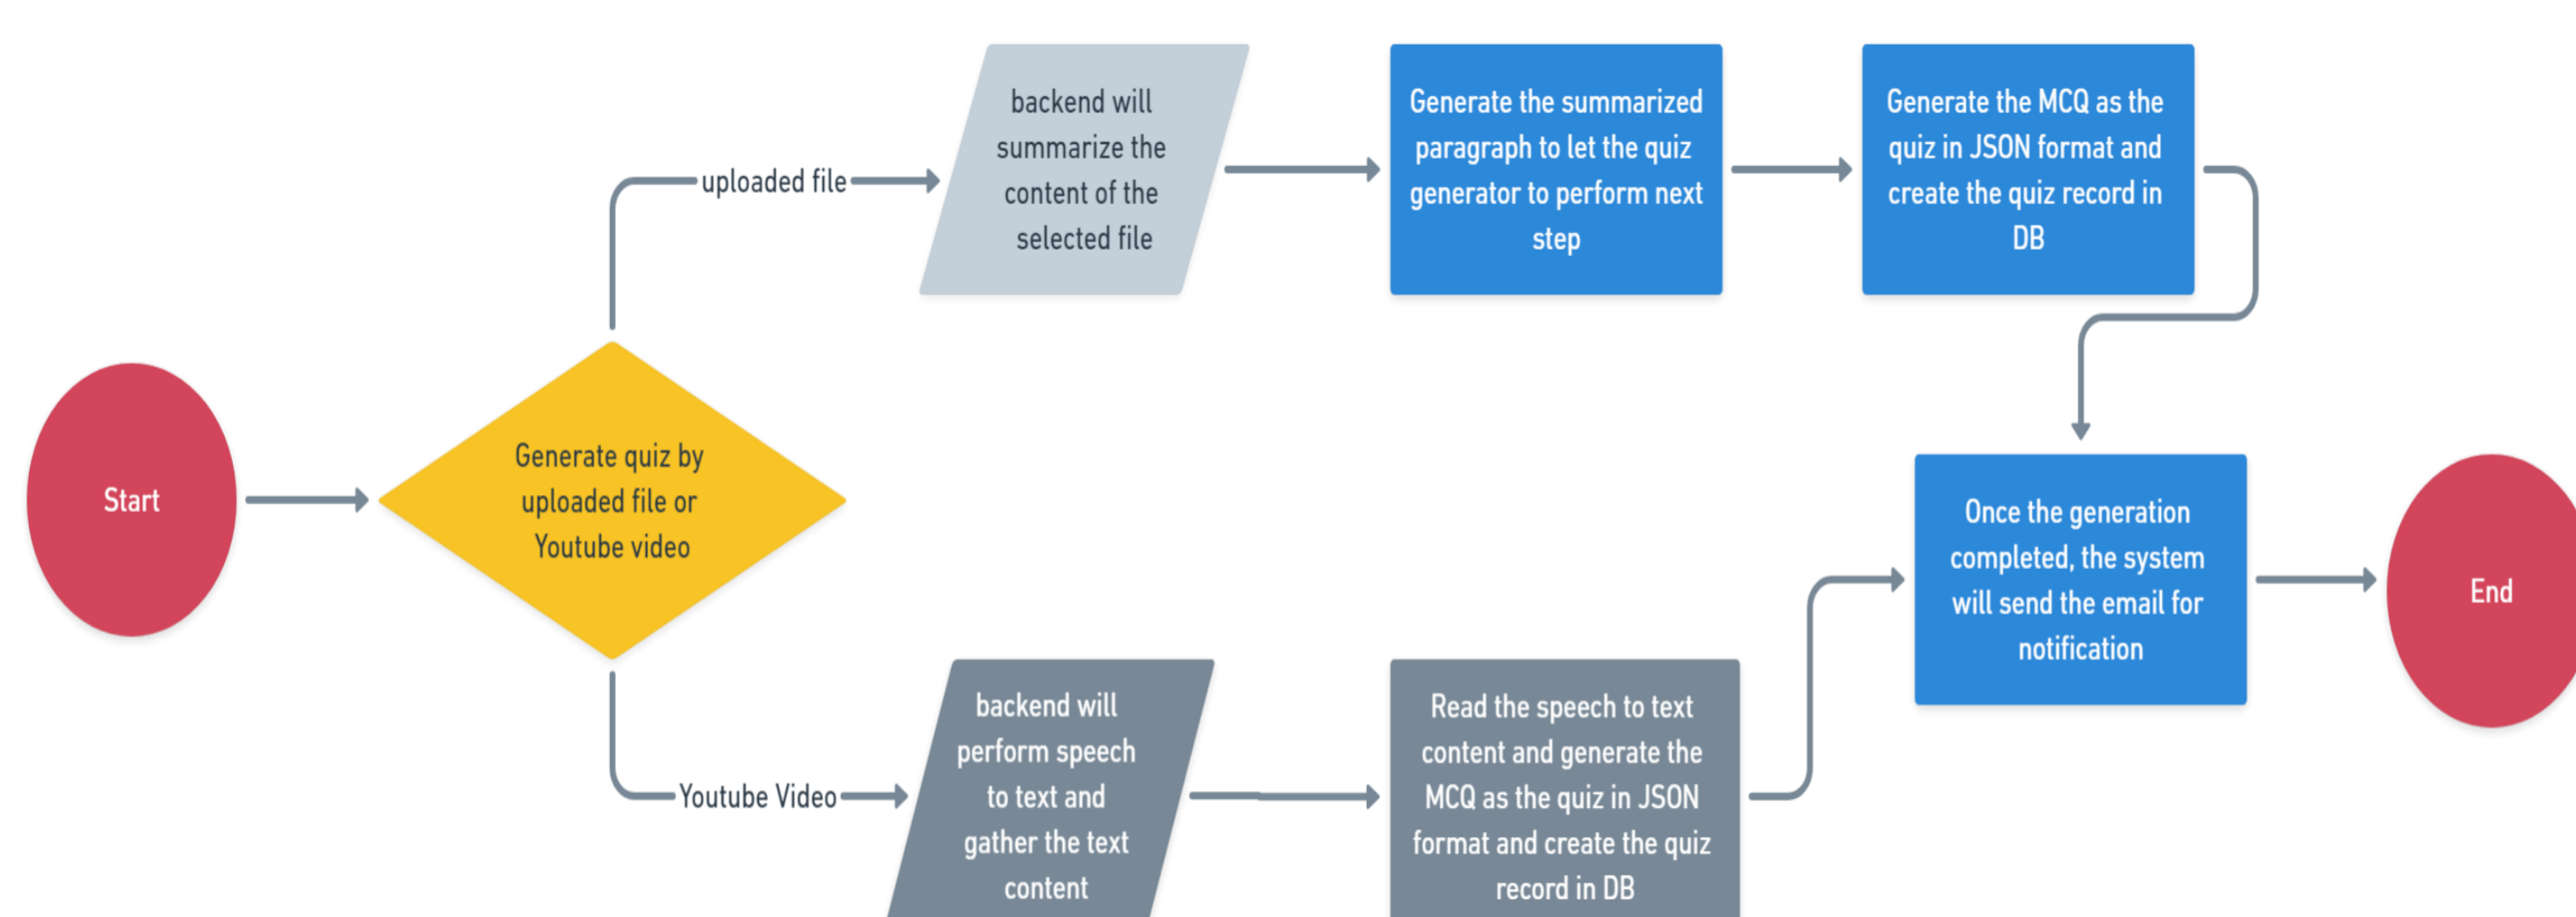 Start
Generate quiz by
uploaded file or
Youtube video
uploaded file
backend will
summarize the
content of the
selected file
Generate the summarized
paragraph to let the quiz
generator to perform next
step
Generate the MCQ as the
quiz in JSON format and
create the quiz record in
DB
Youtube Video
backend will
perform speech
to text and
gather the text
content
Read the speech to text
content and generate the
MCQ as the quiz in JSON
format and create the quiz
record in DB
Once the generation
completed, the system
will send the email for
notification
End